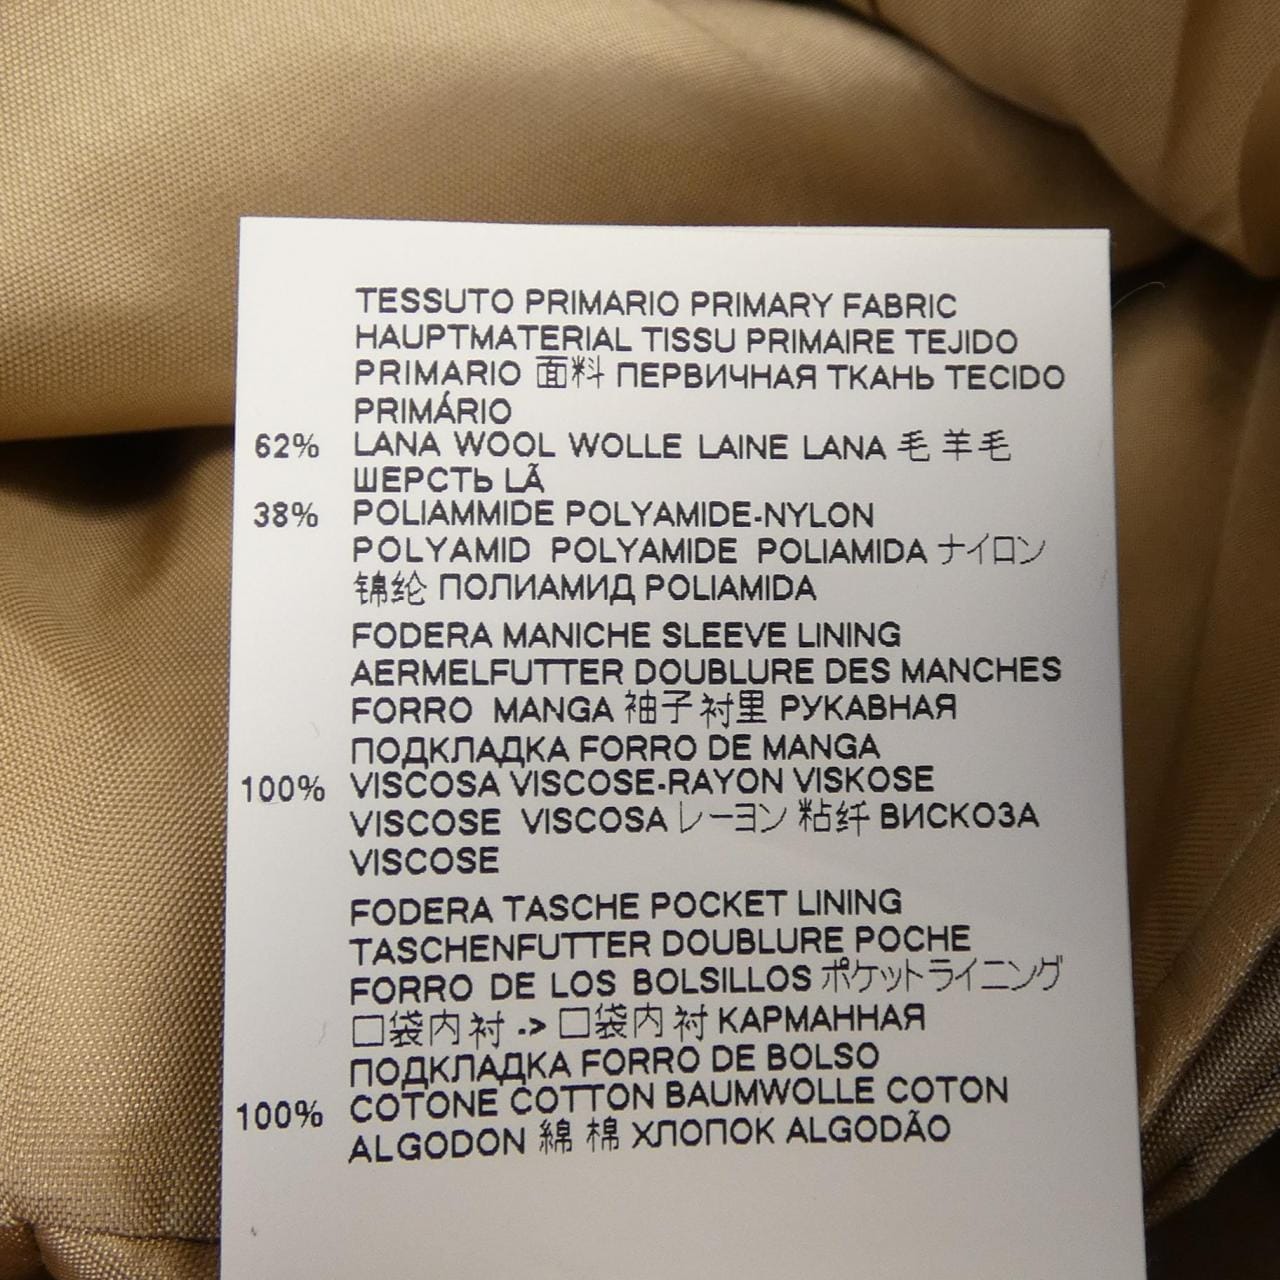 TESSUTO PRIMARIO PRIMARY FABRIC
HAUPTMATERIAL TISSU PRIMAIRE TEJIDO
PRIMARIO 面料 ПЕРВИЧНАЯ ТКАНЬ TECIDO
PRIMÁRIO
62% LANA WOOL WOLLE LAINE LANA 毛 羊毛
ШЕРСТЬ LÃ
38% POLIAMMIDE POLYAMIDE-NYLON
POLYAMID POLYAMIDE POLIAMIDA ナイロン
锦纶 ПОЛИАМИД POLIAMIDA
FODERA MANICHE SLEEVE LINING
AERMELFUTTER DOUBLURE DES MANCHES
FORRO MANGA 袖子衬里 РУКАВНАЯ
ПОДКЛАДКА FORRO DE MANGA
100% VISCOSA VISCOSE-RAYON VISKOSE
VISCOSE VISCOSA レーヨン 粘纤 ВИСКОЗА
VISCOSE
FODERA TASCHE POCKET LINING
TASCHENFUTTER DOUBLURE POCHE
FORRO DE LOS BOLSILLOS ポケットライニング
口袋内衬 -> 口袋内衬 КАРМАННАЯ
ПОДКЛАДКА FORRO DE BOLSO
100% COTONE COTTON BAUMWOLLE COTON
ALGODON 綿 棉 ХЛОПОК ALGODÃO